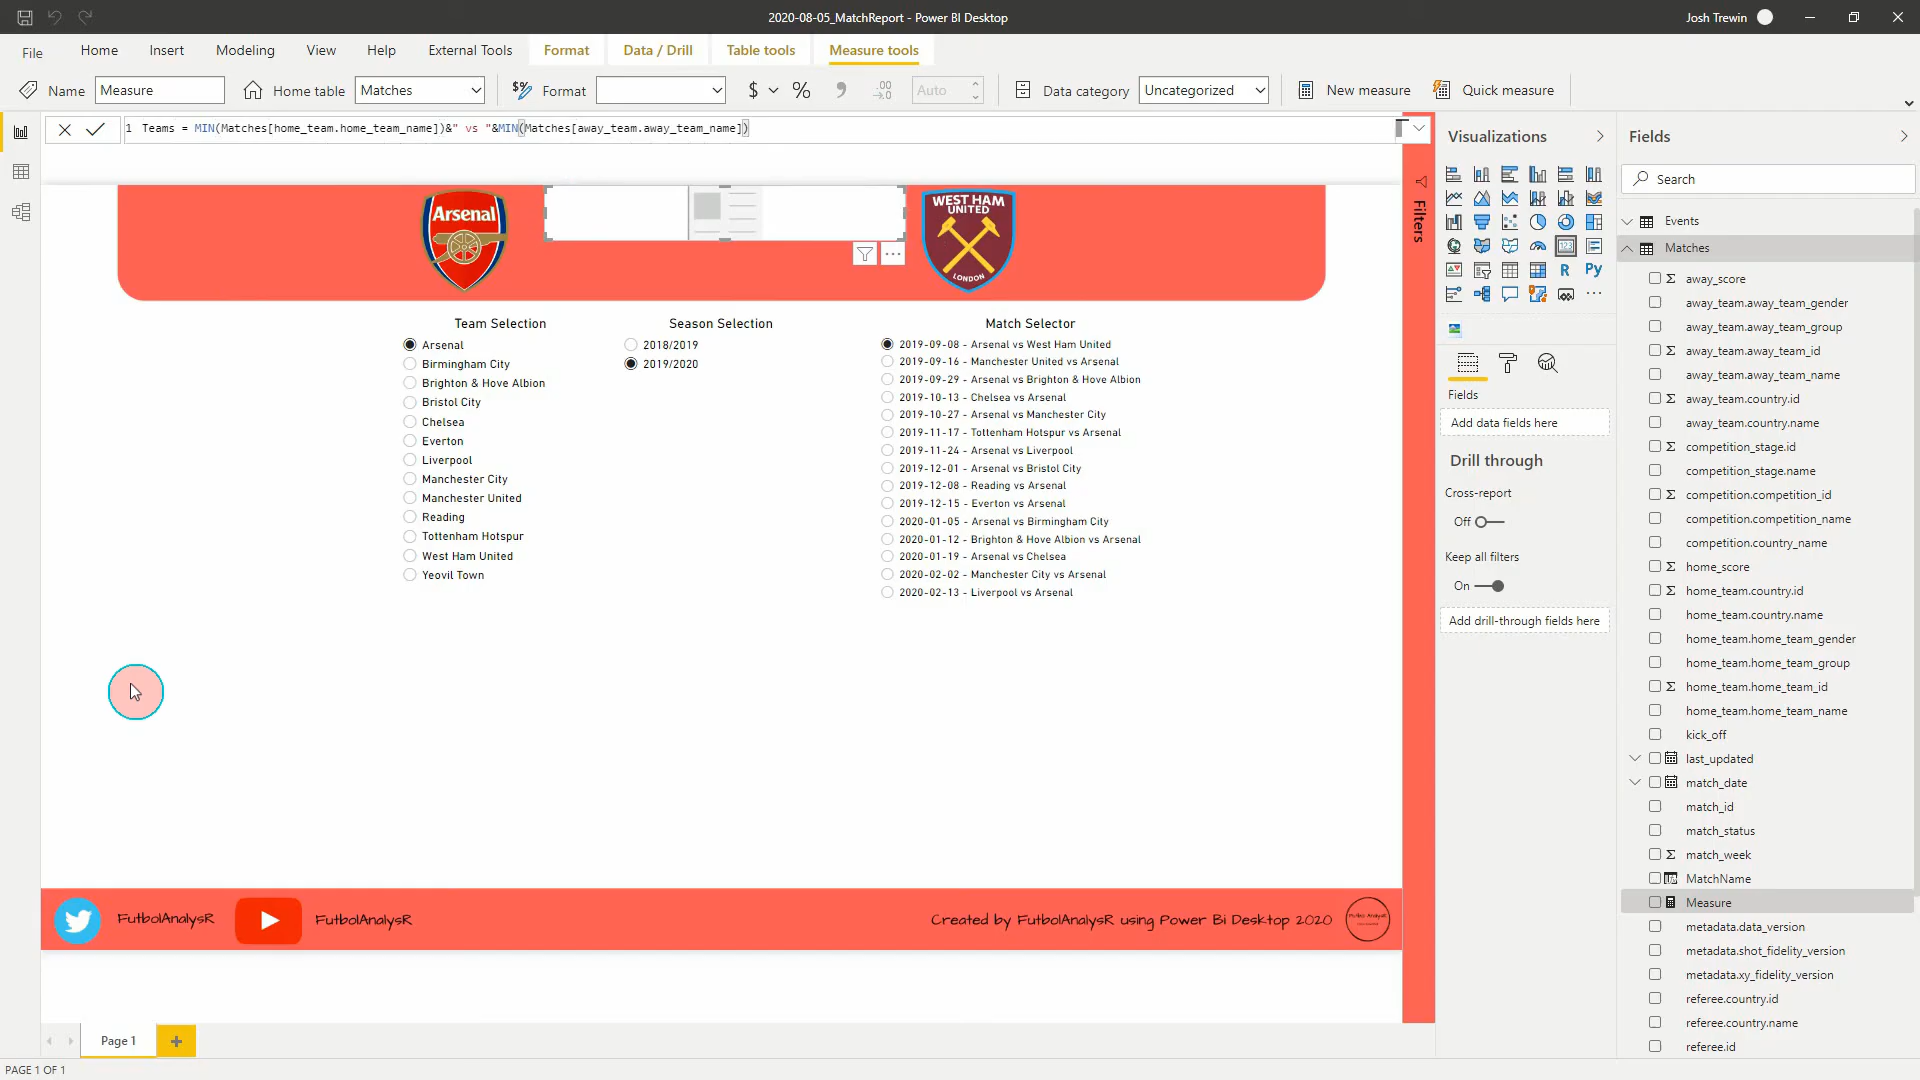 2020-08-05_MatchReport - Power BI Desktop
Josh Trewin
File
Home
Insert
Modeling
View
Help
External Tools
Format
Data / Drill
Table tools
Measure tools
Name
Measure
Home table
Matches
Format
$
%
Auto
Data category
Uncategorized
New measure
Quick measure
1 Teams = MIN(Matches[home_team.home_team_name])&" vs "&MIN(Matches[away_team.away_team_name])
Arsenal
WEST HAM
UNITED
LONDON
Team Selection
Arsenal
Birmingham City
Brighton & Hove Albion
Bristol City
Chelsea
Everton
Liverpool
Manchester City
Manchester United
Reading
Tottenham Hotspur
West Ham United
Yeovil Town
Season Selection
2018/2019
2019/2020
Match Selector
2019-09-08 - Arsenal vs West Ham United
2019-09-16 - Manchester United vs Arsenal
2019-09-29 - Arsenal vs Brighton & Hove Albion
2019-10-13 - Chelsea vs Arsenal
2019-10-27 - Arsenal vs Manchester City
2019-11-17 - Tottenham Hotspur vs Arsenal
2019-11-24 - Arsenal vs Liverpool
2019-12-01 - Arsenal vs Bristol City
2019-12-08 - Reading vs Arsenal
2019-12-15 - Everton vs Arsenal
2020-01-05 - Arsenal vs Birmingham City
2020-01-12 - Brighton & Hove Albion vs Arsenal
2020-01-19 - Arsenal vs Chelsea
2020-02-02 - Manchester City vs Arsenal
2020-02-13 - Liverpool vs Arsenal
FutbolAnalysR
FutbolAnalysR
Created by FutbolAnalysR using Power Bi Desktop 2020
Page 1
PAGE 1 OF 1
Filters
Visualizations
R
Py
123
Fields
Add data fields here
Drill through
Cross-report
Off
Keep all filters
On
Add drill-through fields here
Fields
Search
Events
Matches
away_score
away_team.away_team_gender
away_team.away_team_group
away_team.away_team_id
away_team.away_team_name
away_team.country.id
away_team.country.name
competition_stage.id
competition_stage.name
competition.competition_id
competition.competition_name
competition.country_name
home_score
home_team.country.id
home_team.country.name
home_team.home_team_gender
home_team.home_team_group
home_team.home_team_id
home_team.home_team_name
kick_off
last_updated
match_date
match_id
match_status
match_week
MatchName
Measure
metadata.data_version
metadata.shot_fidelity_version
metadata.xy_fidelity_version
referee.country.id
referee.country.name
referee.id